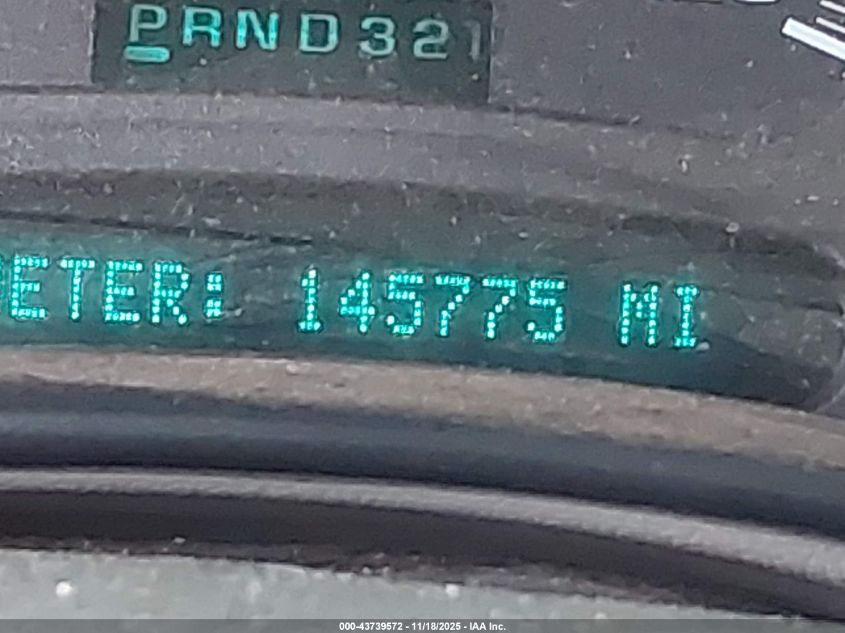 PRND321
ETER: 145775 MI
000-43739572 - 11/18/2025 - IAA Inc.